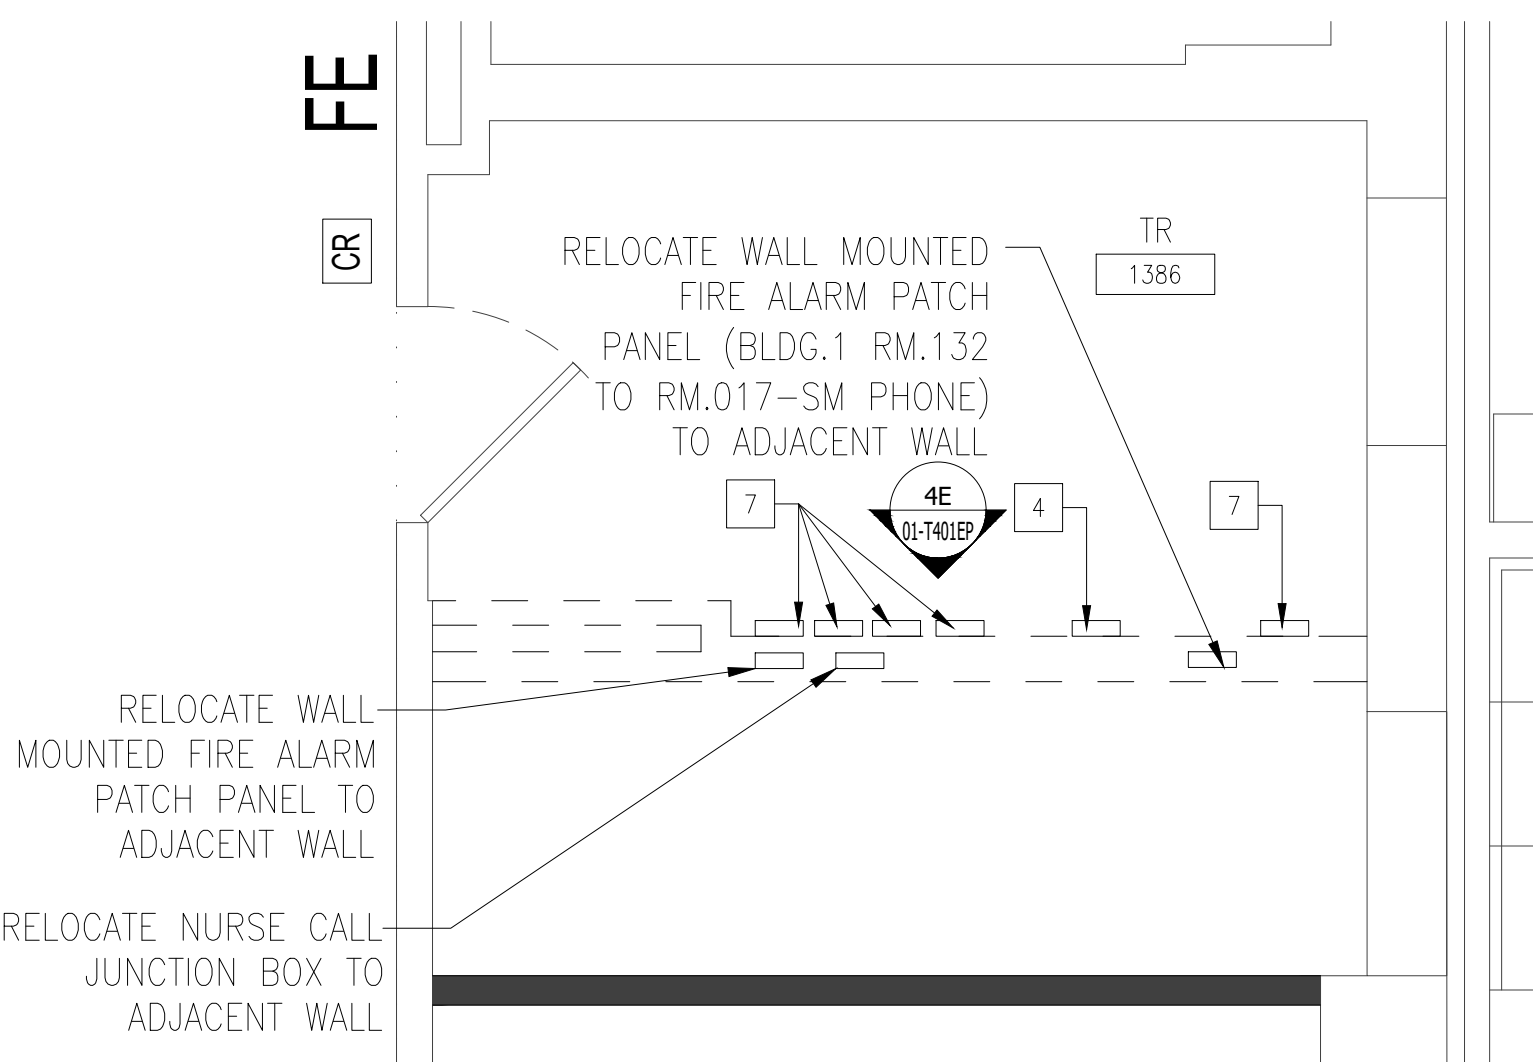 FE
CR
RELOCATE WALL MOUNTED
FIRE ALARM PATCH
PANEL (BLDG.1 RM.132
TO RM.017-SM PHONE)
TO ADJACENT WALL
TR
1386
7
4E
01-T401EP
4
7
RELOCATE WALL
MOUNTED FIRE ALARM
PATCH PANEL TO
ADJACENT WALL
RELOCATE NURSE CALL
JUNCTION BOX TO
ADJACENT WALL